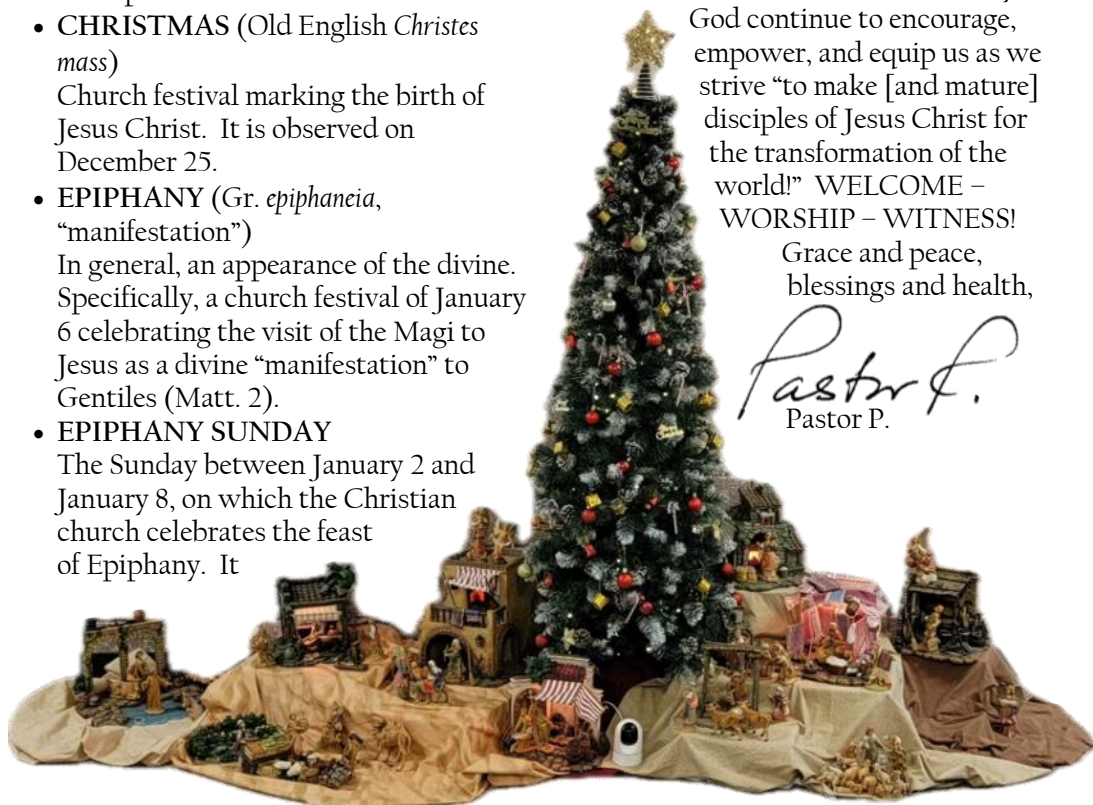 • CHRISTMAS (Old English Christes
mass)
Church festival marking the birth of
Jesus Christ.  It is observed on
December 25.
• EPIPHANY (Gr. epiphaneia,
“manifestation”)
In general, an appearance of the divine.
Specifically, a church festival of January
6 celebrating the visit of the Magi to
Jesus as a divine “manifestation” to
Gentiles (Matt. 2).
• EPIPHANY SUNDAY
The Sunday between January 2 and
January 8, on which the Christian
church celebrates the feast
of Epiphany.  It
God continue to encourage,
empower, and equip us as we
strive “to make [and mature]
disciples of Jesus Christ for
the transformation of the
world!”  WELCOME –
WORSHIP – WITNESS!
Grace and peace,
blessings and health,
Pastor P.
Pastor P.